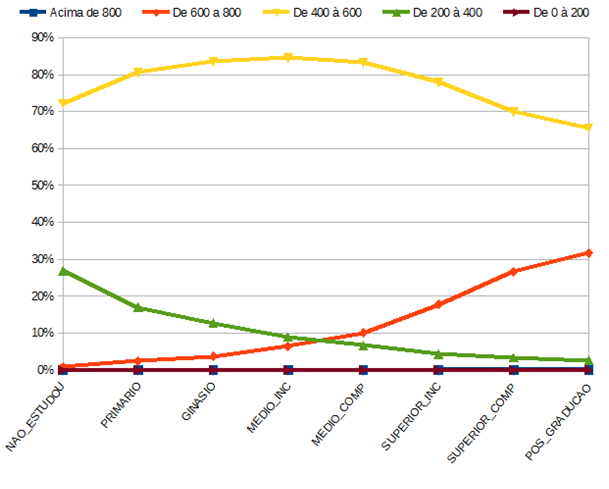 Acima de 800 De 600 a 800 De 400 à 600 De 200 à 400 De 0 à 200
90%
80%
70%
60%
50%
40%
30%
20%
10%
0%
NAO_ESTUDOU
PRIMARIO
GINASIO
MEDIO_INC
MEDIO_COMP
SUPERIOR_INC
SUPERIOR_COMP
POS_GRADUCAO